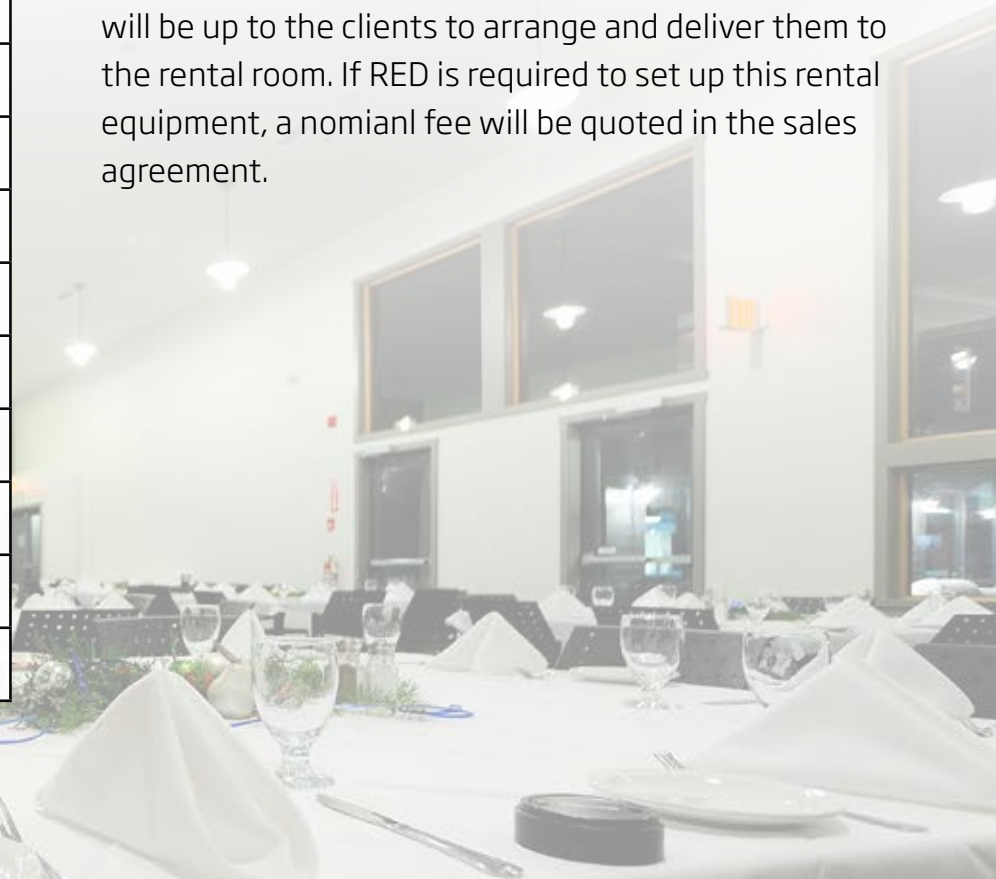 will be up to the clients to arrange and deliver them to
the rental room. If RED is required to set up this rental
equipment, a nomianl fee will be quoted in the sales
agreement.